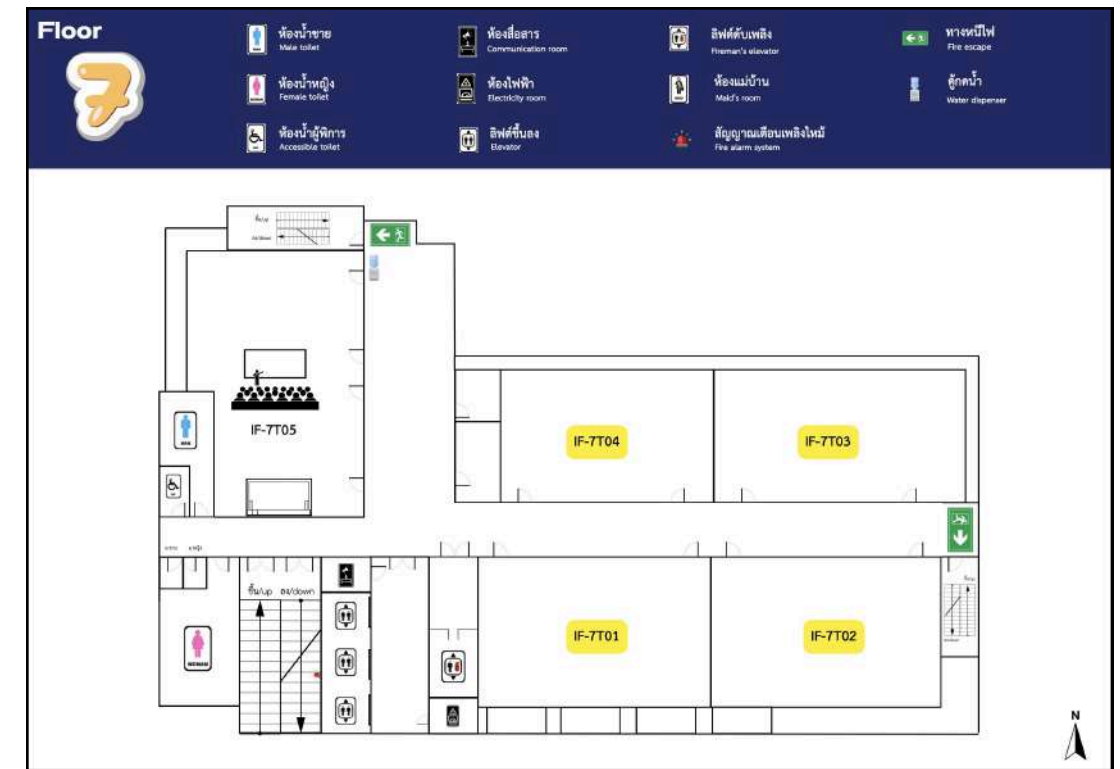 Floor
7
ห้องน้ำชาย
Male toilet
ห้องน้ำหญิง
Female toilet
ห้องน้ำผู้พิการ
Accessible toilet
ห้องสื่อสาร
Communication room
ห้องไฟฟ้า
Electricity room
ลิฟต์ขึ้นลง
Elevator
ลิฟต์ดับเพลิง
Fireman's elevator
ห้องแม่บ้าน
Maid's room
สัญญาณเตือนเพลิงไหม้
Fire alarm system
ทางหนีไฟ
Fire escape
ตู้กดน้ำ
Water dispenser
IF-7T05
IF-7T04
IF-7T03
ขึ้น/up ลง/down
WOMAN
IF-7T01
IF-7T02
N